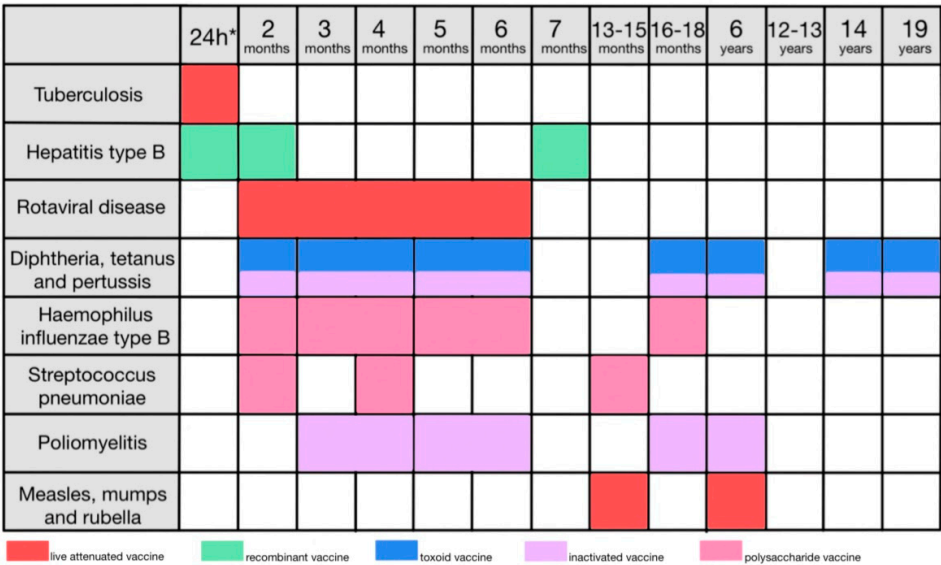 24h*
2
months
3
months
4
months
5
months
6
months
7
months
13-15
months
16-18
months
6
years
12-13
years
14
years
19
years
Tuberculosis
Hepatitis type B
Rotaviral disease
Diphtheria, tetanus
and pertussis
Haemophilus
influenzae type B
Streptococcus
pneumoniae
Poliomyelitis
Measles, mumps
and rubella
live attenuated vaccine
recombinant vaccine
toxoid vaccine
inactivated vaccine
polysaccharide vaccine